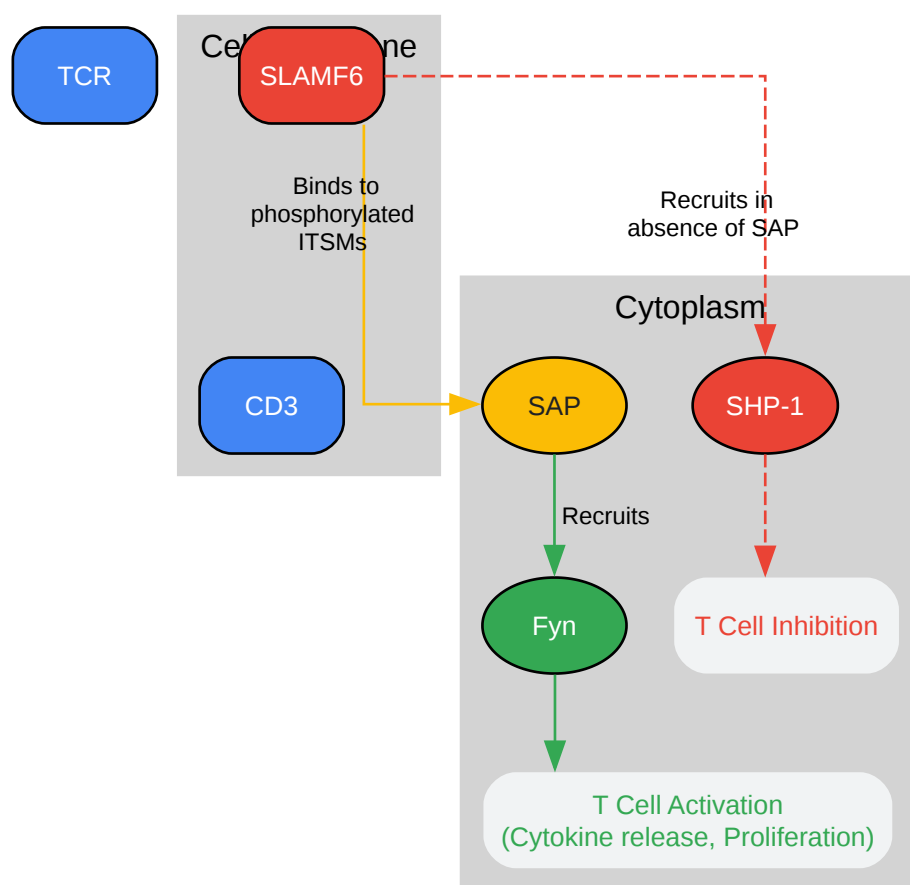 TCR
SLAMF6
Binds to
phosphorylated
ITSMs
Recruits in
absence of SAP
Cytoplasm
CD3
SAP
SHP-1
Recruits
Fyn
T Cell Inhibition
T Cell Activation
(Cytokine release, Proliferation)